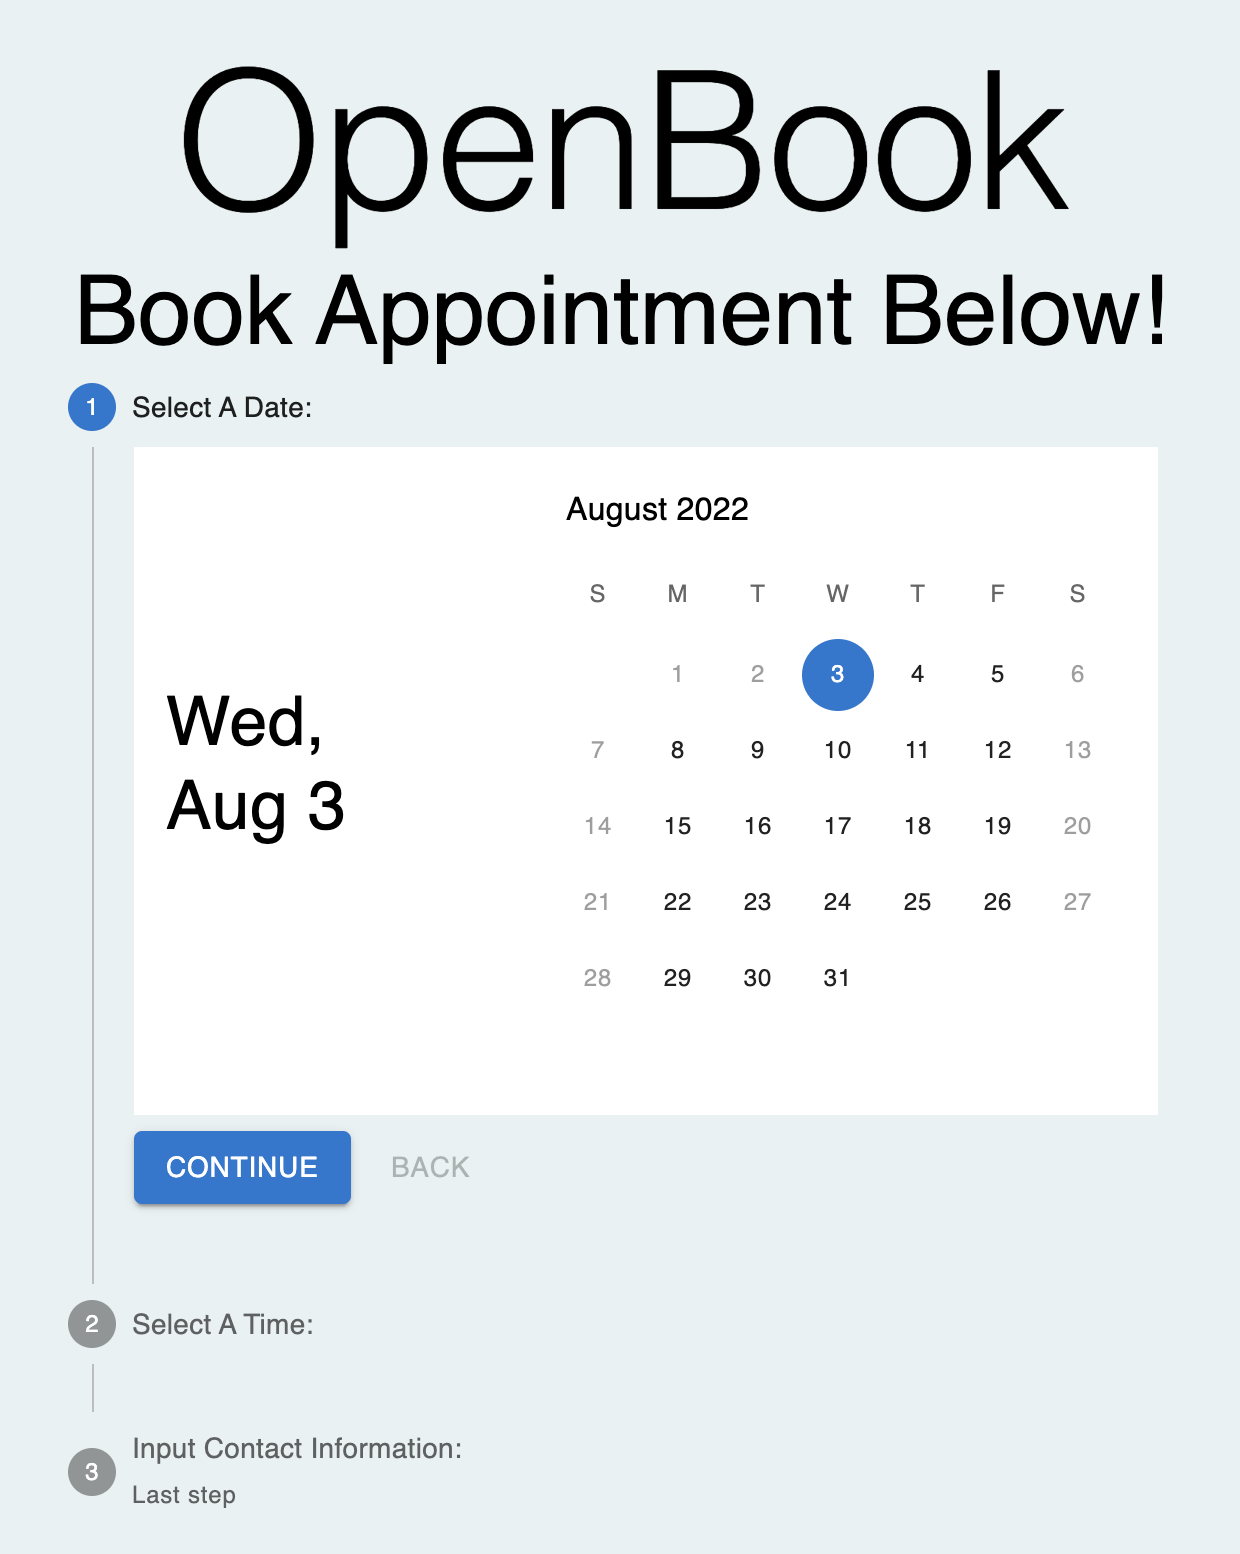 OpenBook
Book Appointment Below!
1 Select A Date:
August 2022
S M T W T F S
1 2 3 4 5 6
Wed,
7 8 9 10 11 12 13
Aug 3
14 15 16 17 18 19 20
21 22 23 24 25 26 27
28 29 30 31
CONTINUE BACK
2 Select A Time:
3 Input Contact Information:
Last step